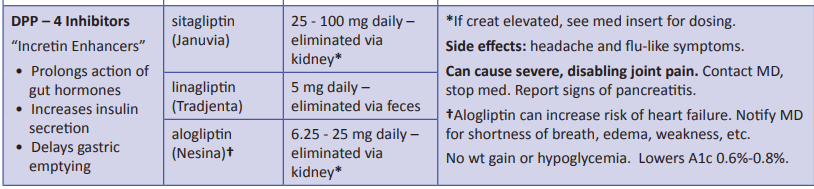 DPP – 4 Inhibitors
“Incretin Enhancers”
• Prolongs action of
gut hormones
• Increases insulin
secretion
• Delays gastric
emptying
sitagliptin
(Januvia)
25 - 100 mg daily –
eliminated via
kidney*
linagliptin
(Tradjenta)
5 mg daily –
eliminated via feces
alogliptin
(Nesina)†
6.25 - 25 mg daily –
eliminated via
kidney*
*If creat elevated, see med insert for dosing.
Side effects: headache and flu-like symptoms.
Can cause severe, disabling joint pain. Contact MD,
stop med. Report signs of pancreatitis.
†Alogliptin can increase risk of heart failure. Notify MD
for shortness of breath, edema, weakness, etc.
No wt gain or hypoglycemia. Lowers A1c 0.6%-0.8%.